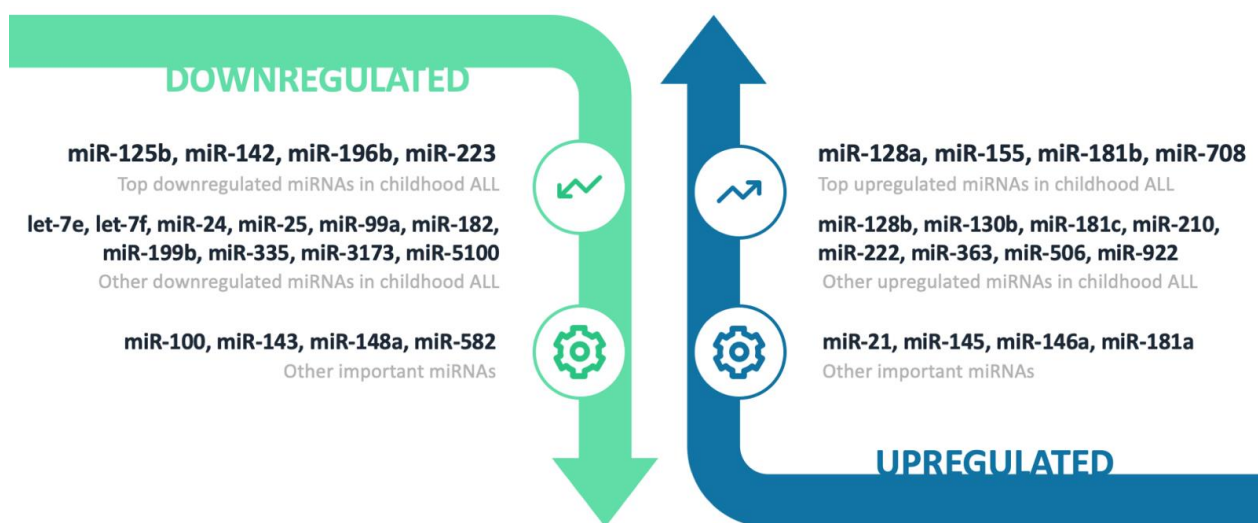 DOWNREGULATED
miR-125b, miR-142, miR-196b, miR-223
Top downregulated miRNAs in childhood ALL
let-7e, let-7f, miR-24, miR-25, miR-99a, miR-182,
miR-199b, miR-335, miR-3173, miR-5100
Other downregulated miRNAs in childhood ALL
miR-100, miR-143, miR-148a, miR-582
Other important miRNAs
miR-128a, miR-155, miR-181b, miR-708
Top upregulated miRNAs in childhood ALL
miR-128b, miR-130b, miR-181c, miR-210,
miR-222, miR-363, miR-506, miR-922
Other upregulated miRNAs in childhood ALL
miR-21, miR-145, miR-146a, miR-181a
Other important miRNAs
UPREGULATED